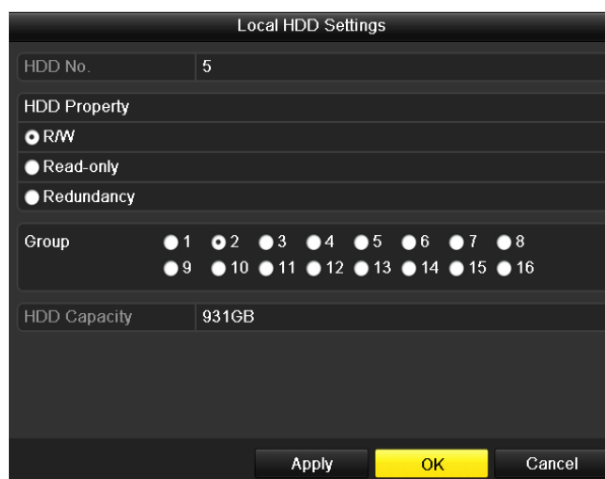 Local HDD Settings
HDD No. 5
HDD Property
R/W
Read-only
Redundancy
Group 1 2 3 4 5 6 7 8
9 10 11 12 13 14 15 16
HDD Capacity 931GB
Apply OK Cancel